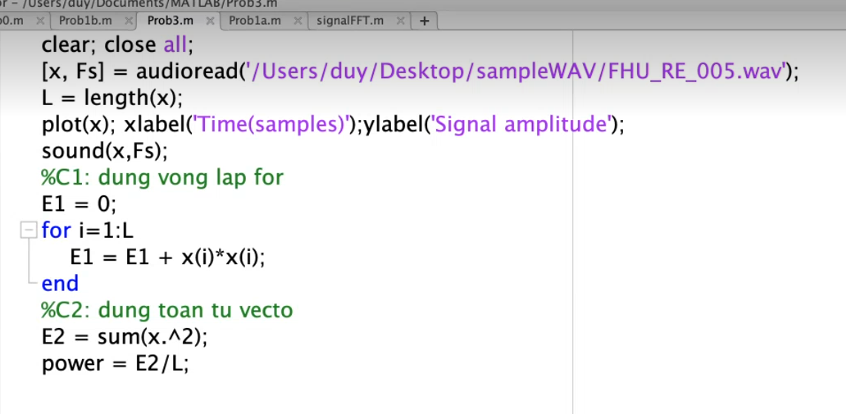 or - /Users/duy/Documents/MATLAB/Prob3.m
b0.m × Prob1b.m × Prob3.m × Prob1a.m × signalFFT.m × +
clear; close all;
[x, Fs] = audioread('/Users/duy/Desktop/sampleWAV/FHU_RE_005.wav');
L = length(x);
plot(x); xlabel('Time(samples)');ylabel('Signal amplitude');
sound(x,Fs);
%C1: dung vong lap for
E1 = 0;
for i=1:L
E1 = E1 + x(i)*x(i);
end
%C2: dung toan tu vecto
E2 = sum(x.^2);
power = E2/L;